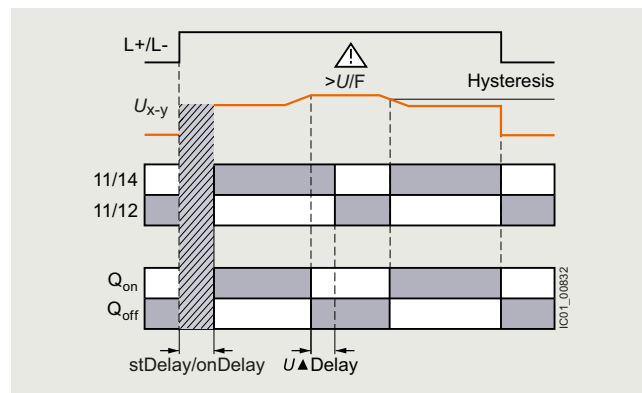 L+/L-
>U/F
Hysteresis
Ux-y
11/14
11/12
Qon
Qoff
IC01_00832
stDelay/onDelay
U▲Delay